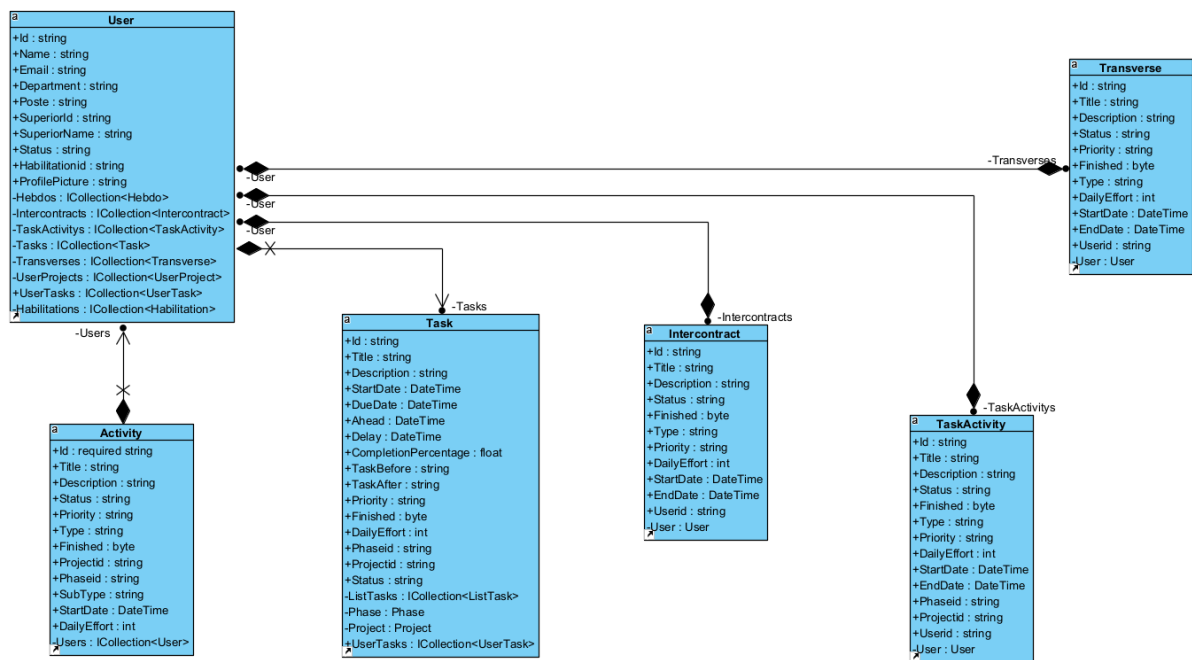 a
User
+Id : string
+Name : string
+Email : string
+Department : string
+Poste : string
+SuperiorId : string
+SuperiorName : string
+Status : string
+Habilitationid : string
+ProfilePicture : string
-Hebdos : ICollection<Hebdo>
-Intercontracts : ICollection<Intercontract>
-TaskActivitys : ICollection<TaskActivity>
-Tasks : ICollection<Task>
-Transverses : ICollection<Transverse>
-UserProjects : ICollection<UserProject>
+UserTasks : ICollection<UserTask>
-Habilitations : ICollection<Habilitation>
-User
-User
-User
-Users
-Transverses
-Tasks
-Intercontracts
-TaskActivitys
a
Transverse
+Id : string
+Title : string
+Description : string
+Status : string
+Priority : string
+Finished : byte
+Type : string
+DailyEffort : int
+StartDate : DateTime
+EndDate : DateTime
+Userid : string
-User : User
a
Activity
+Id : required string
+Title : string
+Description : string
+Status : string
+Priority : string
+Type : string
+Finished : byte
+Projectid : string
+Phaseid : string
+SubType : string
+StartDate : DateTime
+DailyEffort : int
-Users : ICollection<User>
a
Task
+Id : string
+Title : string
+Description : string
+StartDate : DateTime
+DueDate : DateTime
+Ahead : DateTime
+Delay : DateTime
+CompletionPercentage : float
+TaskBefore : string
+TaskAfter : string
+Priority : string
+Finished : byte
+DailyEffort : int
+Phaseid : string
+Projectid : string
+Status : string
-ListTasks : ICollection<ListTask>
-Phase : Phase
-Project : Project
+UserTasks : ICollection<UserTask>
a
Intercontract
+Id : string
+Title : string
+Description : string
+Status : string
+Finished : byte
+Type : string
+Priority : string
+DailyEffort : int
+StartDate : DateTime
+EndDate : DateTime
+Userid : string
-User : User
a
TaskActivity
+Id : string
+Title : string
+Description : string
+Status : string
+Finished : byte
+Type : string
+Priority : string
+DailyEffort : int
+StartDate : DateTime
+EndDate : DateTime
+Phaseid : string
+Projectid : string
+Userid : string
-User : User